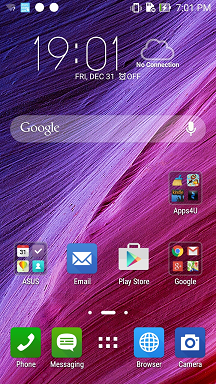 7:01 PM
19:01
FRI, DEC 31 OFF
No Connection
Google
Apps4U
31
ASUS
Email
Play Store
Google
Phone
Messaging
Browser
Camera